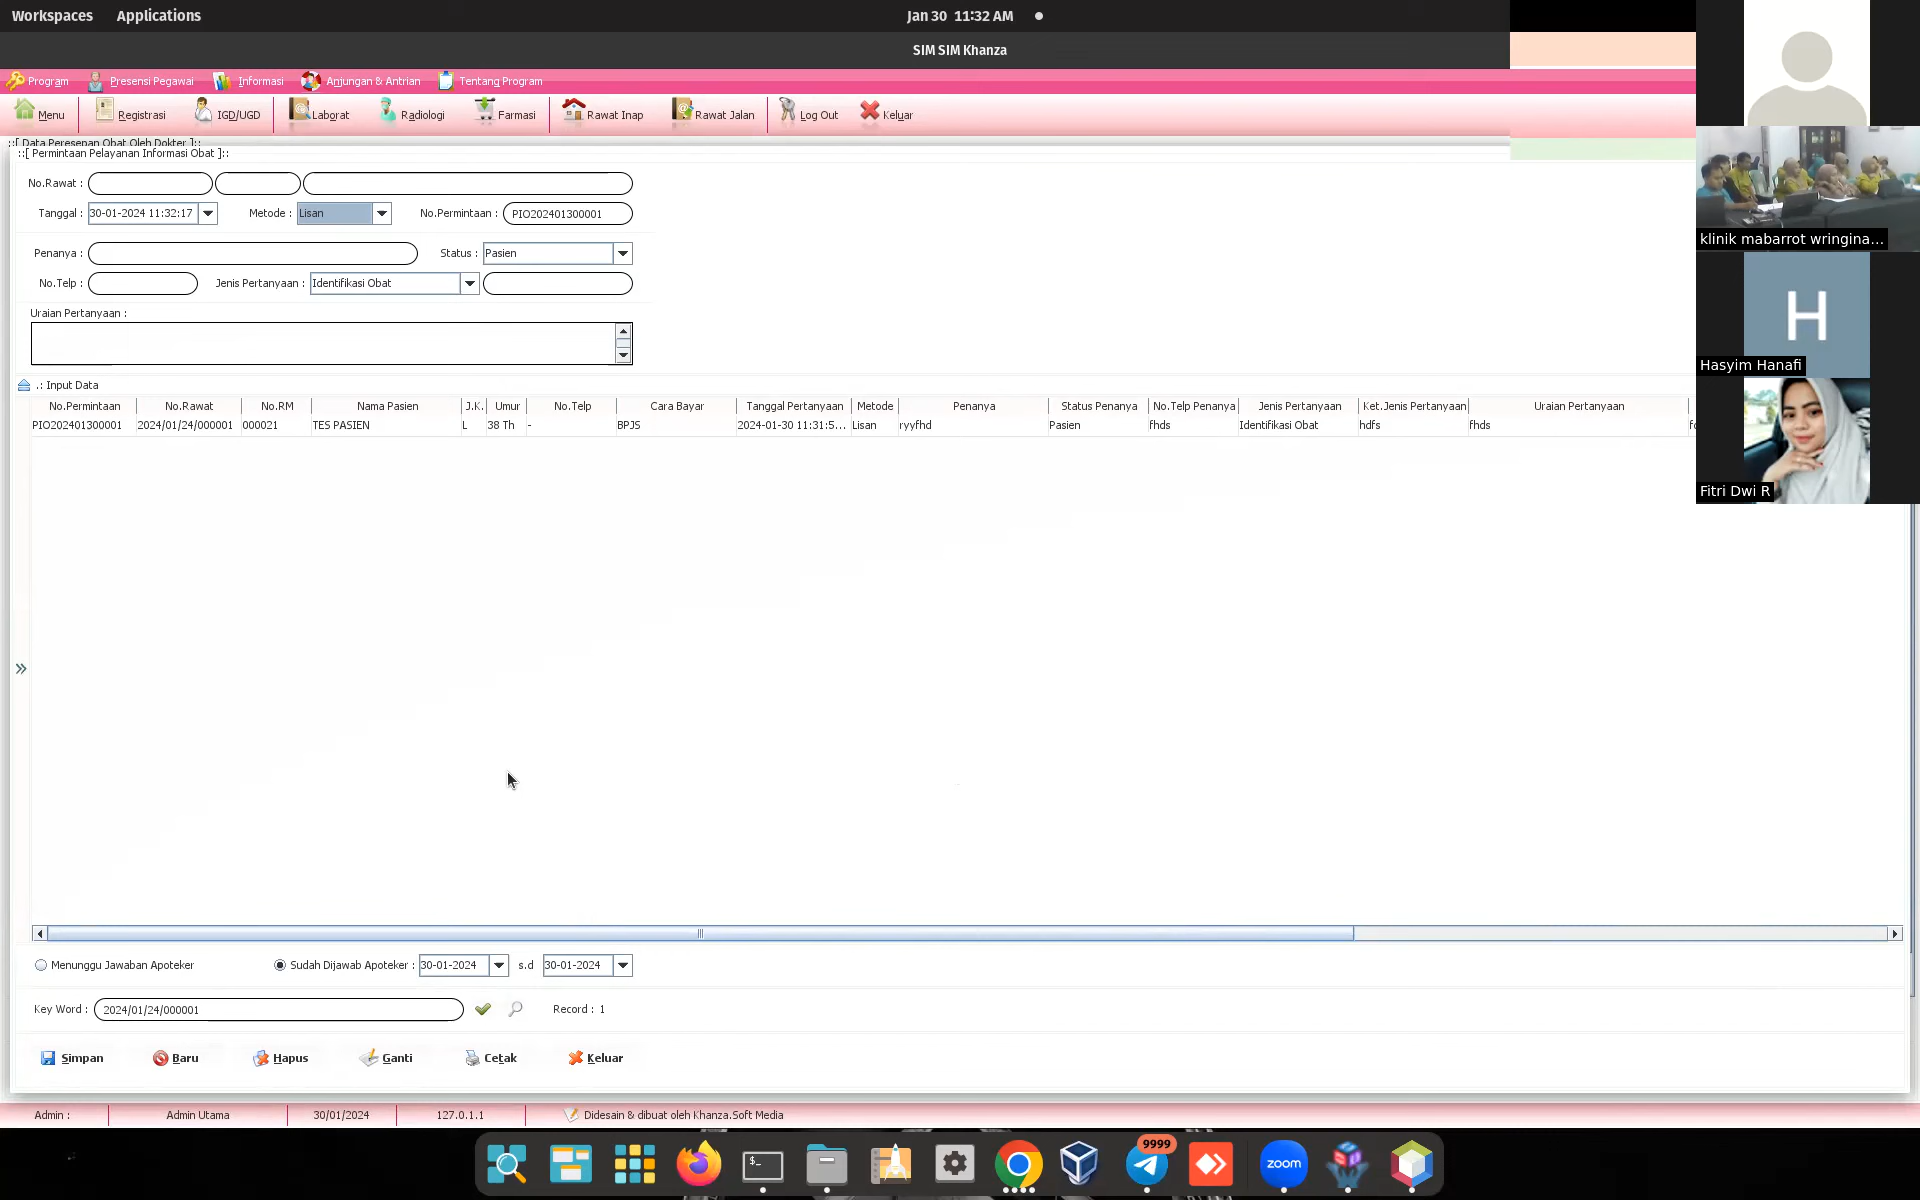 Workspaces Applications Jan 30 11:32 AM
SIM SIM Khanza
Program Presensi Pegawai Informasi Anjungan & Antrian Tentang Program
Menu Registrasi IGD/UGD Laborat Radiologi Farmasi Rawat Inap Rawat Jalan Log Out Keluar
::[ Data Peresepan Obat Oleh Dokter ]::
::[ Permintaan Pelayanan Informasi Obat ]::
No.Rawat :
Tanggal : 30-01-2024 11:32:17 Metode : Lisan No.Permintaan : PIO202401300001
Penanya : Status : Pasien
No.Telp : Jenis Pertanyaan : Identifikasi Obat
Uraian Pertanyaan :
.: Input Data
No.Permintaan No.Rawat No.RM Nama Pasien J.K. Umur No.Telp Cara Bayar Tanggal Pertanyaan Metode Penanya Status Penanya No.Telp Penanya Jenis Pertanyaan Ket.Jenis Pertanyaan Uraian Pertanyaan
PIO202401300001 2024/01/24/000001 000021 TES PASIEN L 38 Th - BPJS 2024-01-30 11:31:5... Lisan ryyfhd Pasien fhds Identifikasi Obat hdfs fhds
Menunggu Jawaban Apoteker Sudah Dijawab Apoteker : 30-01-2024 s.d 30-01-2024
Key Word : 2024/01/24/000001 Record : 1
Simpan Baru Hapus Ganti Cetak Keluar
Admin : Admin Utama 30/01/2024 127.0.1.1 Didesain & dibuat oleh Khanza.Soft Media
9999
zoom
klinik mabarrot wringina...
H
Hasyim Hanafi
Fitri Dwi R